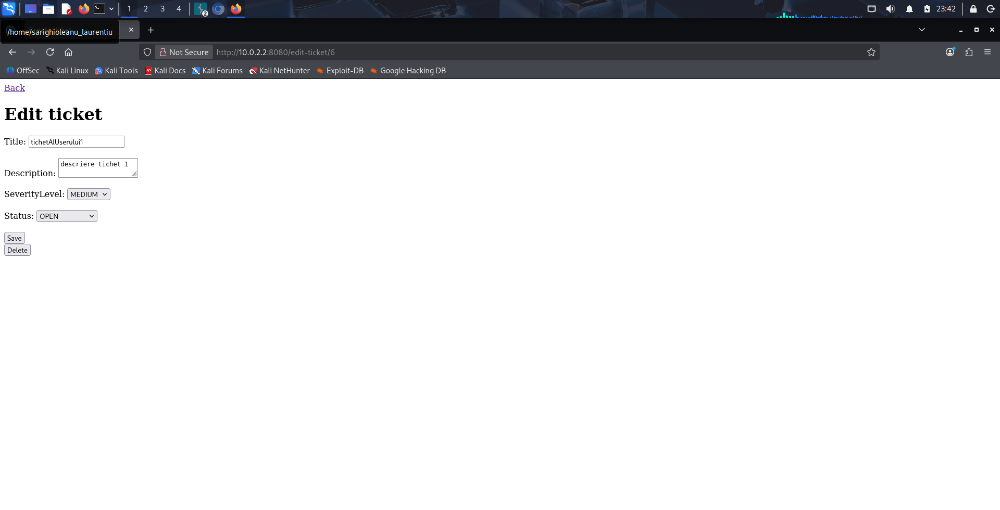 1 2 3 4 2 23:42
/home/sarighioleanu_laurentiu
Not Secure http://10.0.2.2:8080/edit-ticket/6
OffSec Kali Linux Kali Tools Kali Docs Kali Forums Kali NetHunter Exploit-DB Google Hacking DB
Back
Edit ticket
Title: tichetAlUserului1
Description: descriere tichet 1
SeverityLevel: MEDIUM
Status: OPEN
Save
Delete